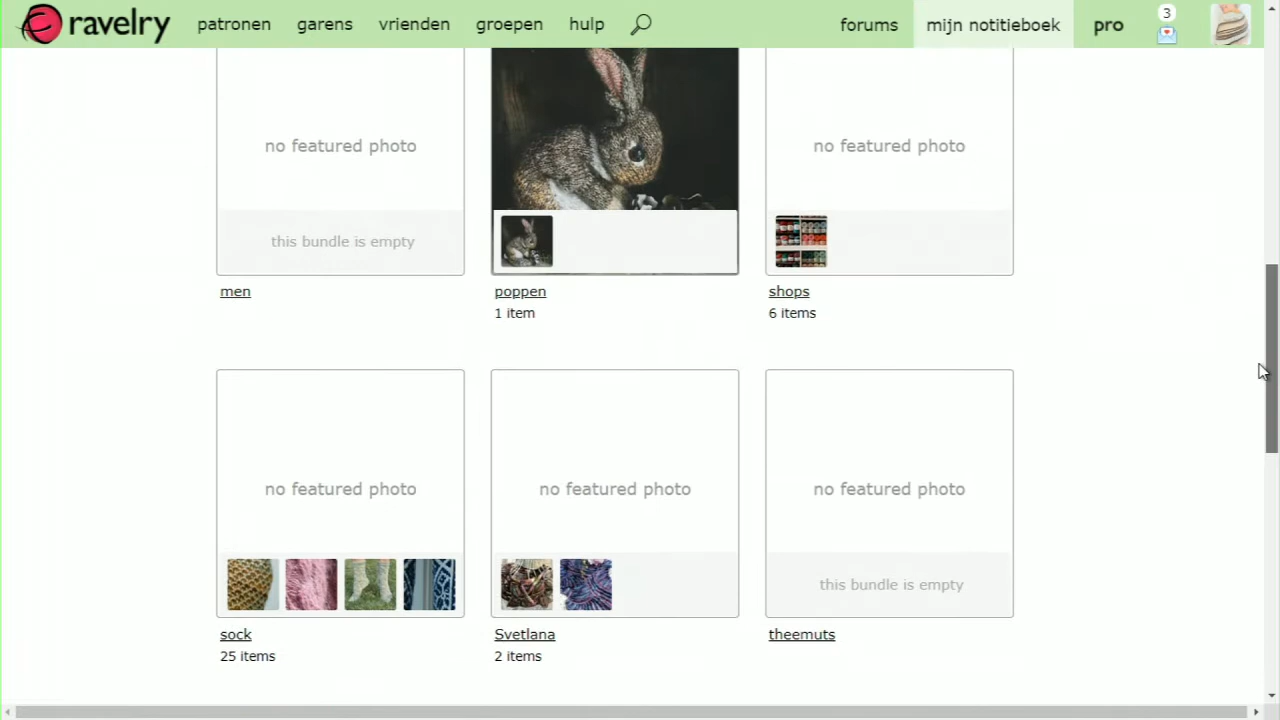 ravelry patronen garens vrienden groepen hulp forums mijn notitieboek pro 3
no featured photo no featured photo
this bundle is empty
men poppen shops
1 item 6 items
no featured photo no featured photo no featured photo
this bundle is empty
sock Svetlana theemuts
25 items 2 items